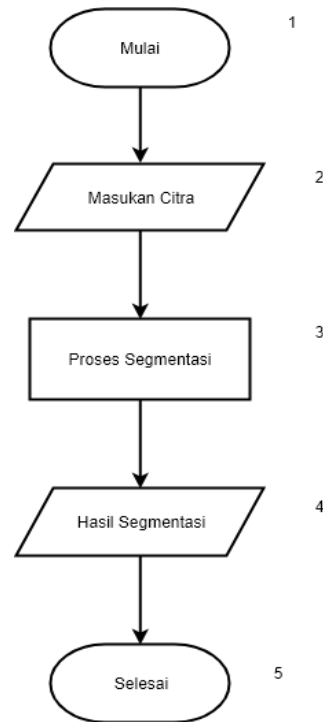 Mulai
1
Masukan Citra
2
Proses Segmentasi
3
Hasil Segmentasi
4
Selesai
5